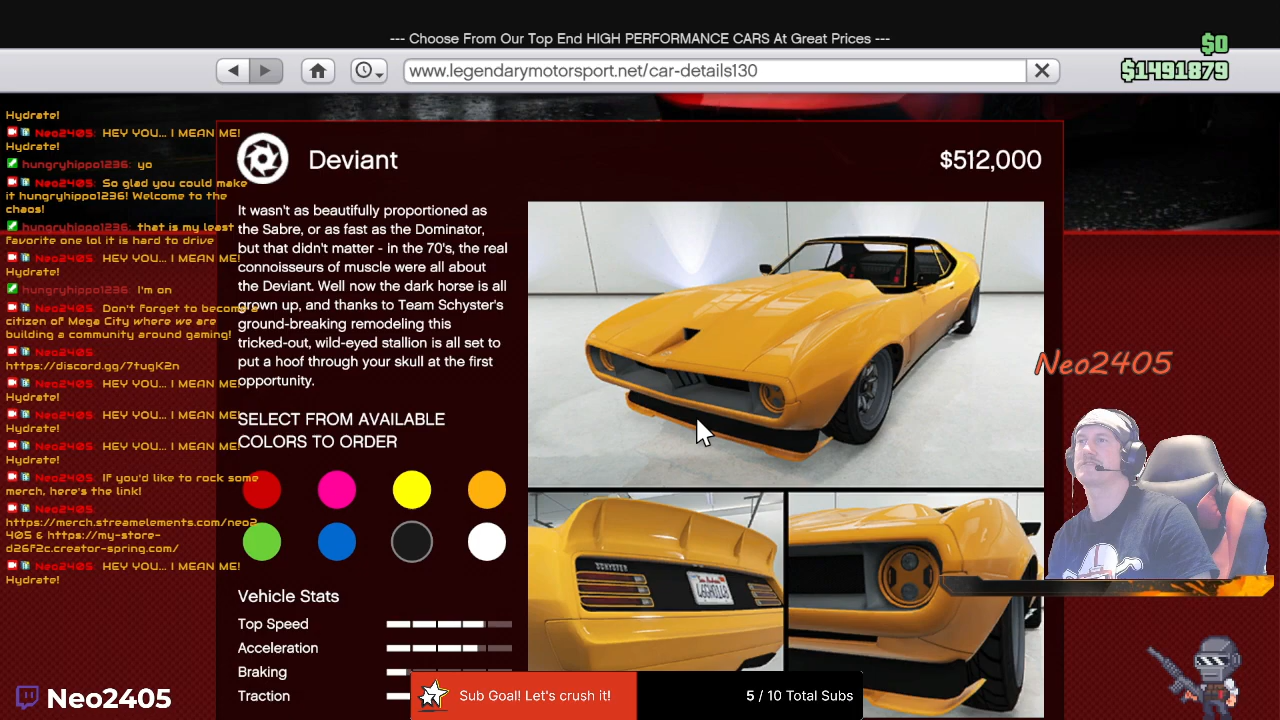 --- Choose From Our Top End HIGH PERFORMANCE CARS At Great Prices ---
$0
$1491879
www.legendarymotorsport.net/car-details130
Hydrate!
Neo2405: HEY YOU... I MEAN ME!
Hydrate!
hungryhippo1236: yo
Neo2405: So glad you could make
it hungryhippo1236! Welcome to the
chaos!
hungryhippo1236: that is my least
favorite one lol it is hard to drive
Neo2405: HEY YOU... I MEAN ME!
Hydrate!
hungryhippo1236: I'm on
Neo2405: Don't forget to become a
citizen of Mega City where we are
building a community around gaming!
Neo2405:
https://discord.gg/7tugK2n
Neo2405: HEY YOU... I MEAN ME!
Hydrate!
Neo2405: HEY YOU... I MEAN ME!
Hydrate!
Neo2405: HEY YOU... I MEAN ME!
Hydrate!
Neo2405: If you'd like to rock some
merch, here's the link!
Neo2405:
https://merch.streamelements.com/neo2
405 & https://my-store-
d26f2c.creator-spring.com/
Neo2405: HEY YOU... I MEAN ME!
Hydrate!
Deviant
$512,000
It wasn't as beautifully proportioned as
the Sabre, or as fast as the Dominator,
but that didn't matter - in the 70's, the real
connoisseurs of muscle were all about
the Deviant. Well now the dark horse is all
grown up, and thanks to Team Schyster's
ground-breaking remodeling this
tricked-out, wild-eyed stallion is all set to
put a hoof through your skull at the first
opportunity.
SELECT FROM AVAILABLE
COLORS TO ORDER
Vehicle Stats
Top Speed
Acceleration
Braking
Traction
SCHYSTER
Neo2405
Neo2405
Sub Goal! Let's crush it!
5 / 10 Total Subs